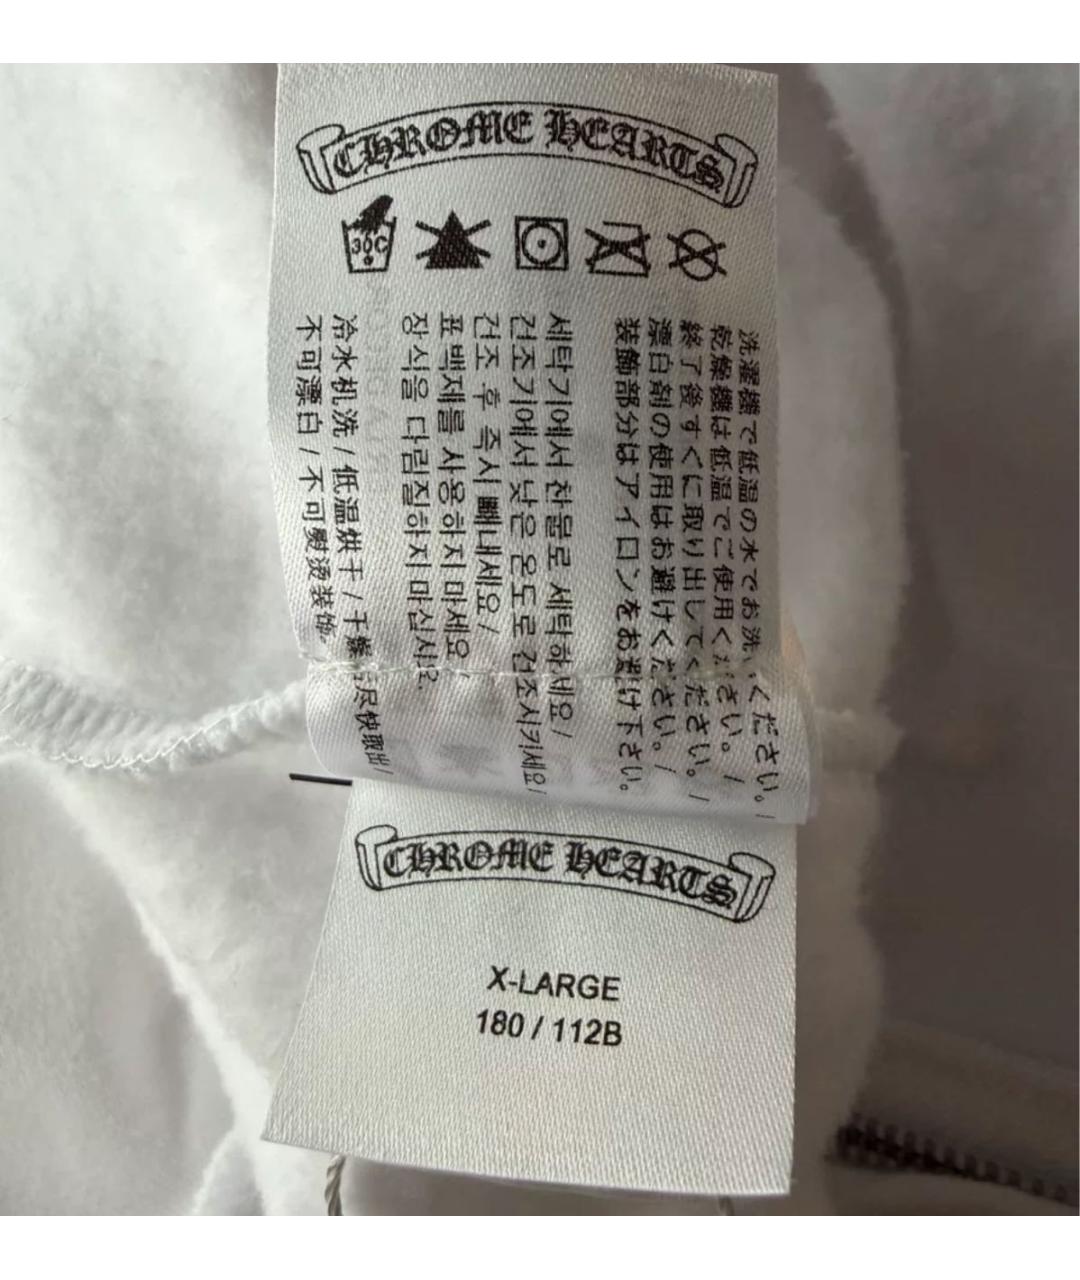 CHROME HEARTS
30C
洗濯機で低温の水でお洗いください。/
乾燥機は低温でご使用ください。/
終了後すぐに取り出してください。/
漂白剤の使用はお避けください。/
装飾部分はアイロンをお避け下さい。
세탁기에서 찬물로 세탁하세요/
건조기에서 낮은 온도로 건조시키세요/
건조 후 즉시 빼내세요/
표백제를 사용하지 마세요
장식을 다림질하지 마십시요.
冷水机洗/低温烘干/干燥后尽快取出/
不可漂白/不可熨烫装饰
CHROME HEARTS
X-LARGE
180 / 112B